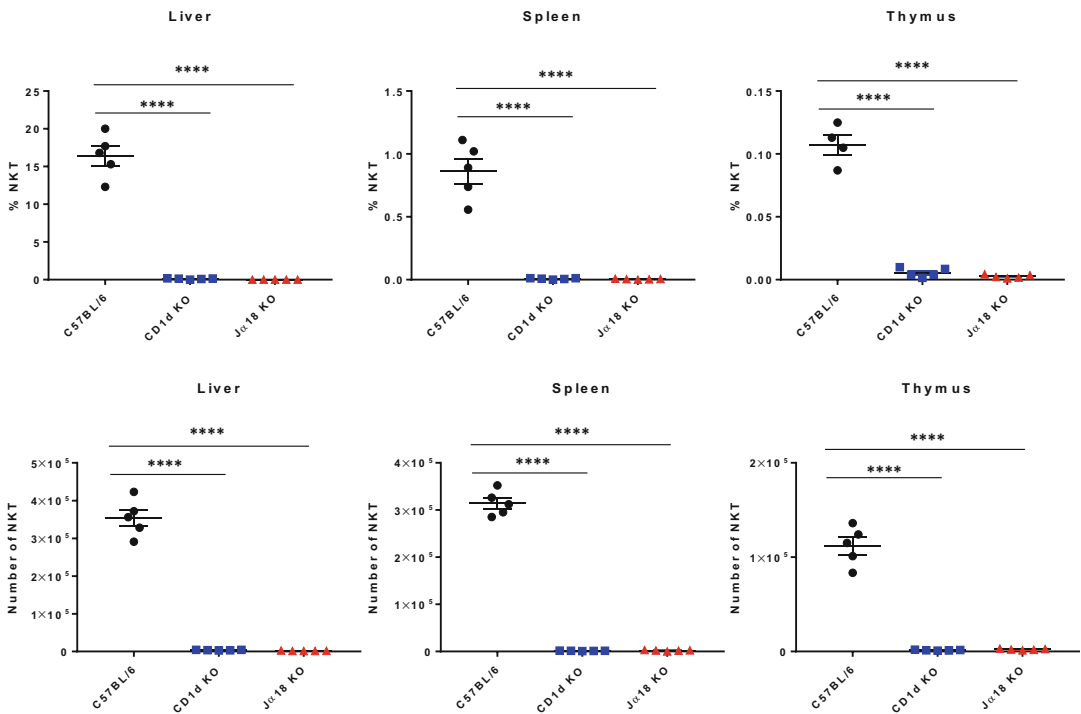 Liver
****
****
% NKT
25
20
15
10
5
0
C57BL/6
CD1d KO
Jα18 KO
Spleen
****
****
% NKT
1.5
1.0
0.5
0.0
C57BL/6
CD1d KO
Jα18 KO
Thymus
****
****
% NKT
0.15
0.10
0.05
0.00
C57BL/6
CD1d KO
Jα18 KO
Liver
****
****
Number of NKT
5×10⁵
4×10⁵
3×10⁵
2×10⁵
1×10⁵
0
C57BL/6
CD1d KO
Jα18 KO
Spleen
****
****
Number of NKT
4×10⁵
3×10⁵
2×10⁵
1×10⁵
0
C57BL/6
CD1d KO
Jα18 KO
Thymus
****
****
Number of NKT
2×10⁵
1×10⁵
0
C57BL/6
CD1d KO
Jα18 KO